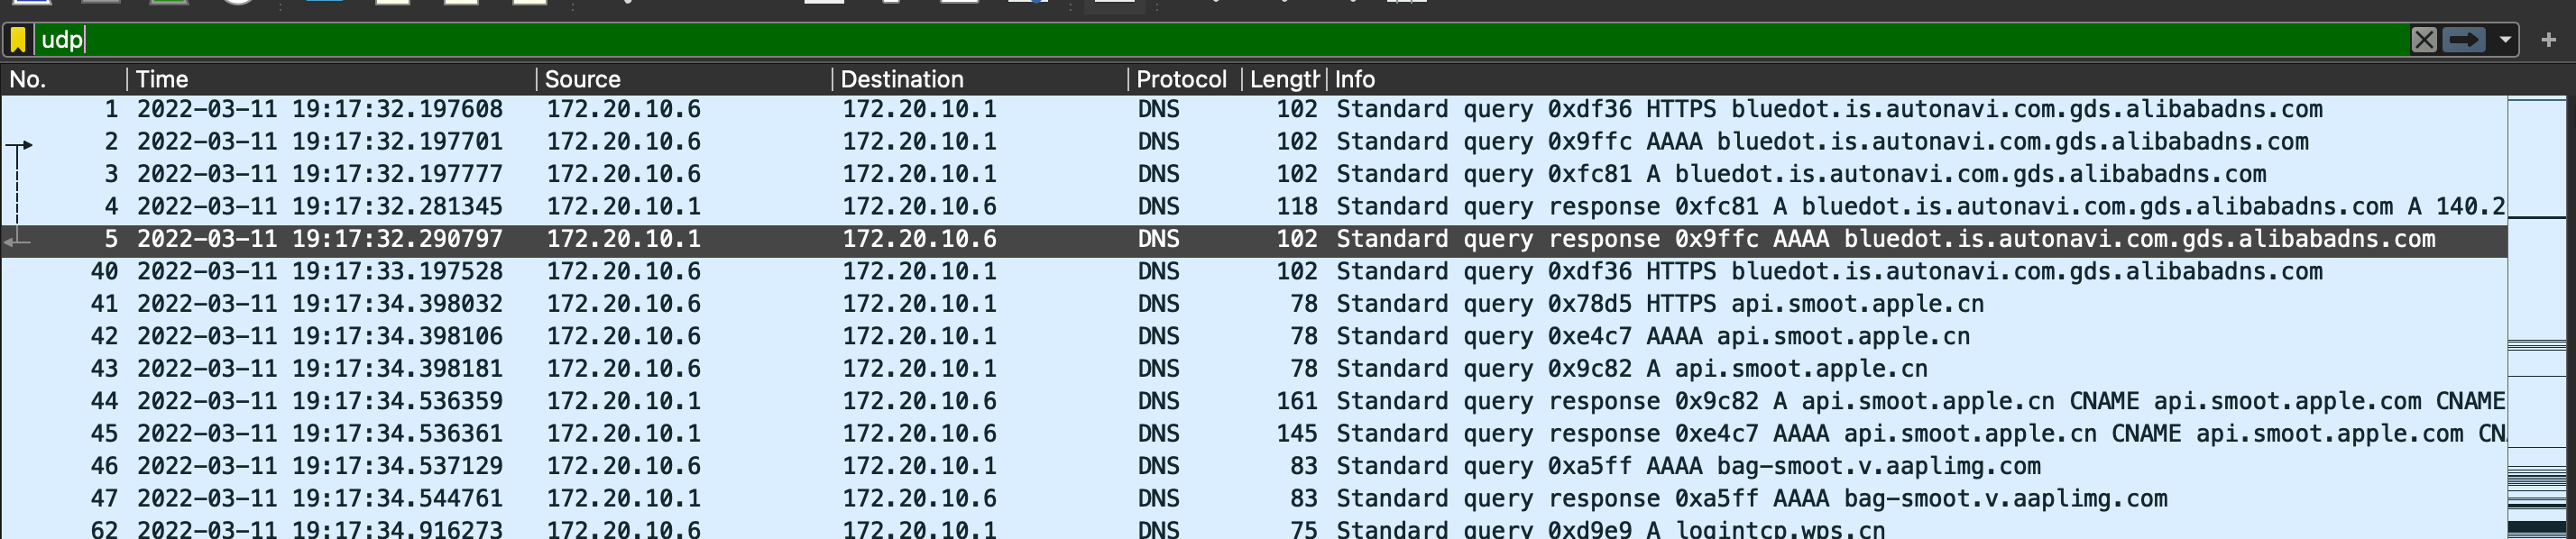 udp
No. Time Source Destination Protocol Length Info
1 2022-03-11 19:17:32.197608 172.20.10.6 172.20.10.1 DNS 102 Standard query 0xdf36 HTTPS bluedot.is.autonavi.com.gds.alibabadns.com
2 2022-03-11 19:17:32.197701 172.20.10.6 172.20.10.1 DNS 102 Standard query 0x9ffc AAAA bluedot.is.autonavi.com.gds.alibabadns.com
3 2022-03-11 19:17:32.197777 172.20.10.6 172.20.10.1 DNS 102 Standard query 0xfc81 A bluedot.is.autonavi.com.gds.alibabadns.com
4 2022-03-11 19:17:32.281345 172.20.10.1 172.20.10.6 DNS 118 Standard query response 0xfc81 A bluedot.is.autonavi.com.gds.alibabadns.com A 140.2
5 2022-03-11 19:17:32.290797 172.20.10.1 172.20.10.6 DNS 102 Standard query response 0x9ffc AAAA bluedot.is.autonavi.com.gds.alibabadns.com
40 2022-03-11 19:17:33.197528 172.20.10.6 172.20.10.1 DNS 102 Standard query 0xdf36 HTTPS bluedot.is.autonavi.com.gds.alibabadns.com
41 2022-03-11 19:17:34.398032 172.20.10.6 172.20.10.1 DNS 78 Standard query 0x78d5 HTTPS api.smoot.apple.cn
42 2022-03-11 19:17:34.398106 172.20.10.6 172.20.10.1 DNS 78 Standard query 0xe4c7 AAAA api.smoot.apple.cn
43 2022-03-11 19:17:34.398181 172.20.10.6 172.20.10.1 DNS 78 Standard query 0x9c82 A api.smoot.apple.cn
44 2022-03-11 19:17:34.536359 172.20.10.1 172.20.10.6 DNS 161 Standard query response 0x9c82 A api.smoot.apple.cn CNAME api.smoot.apple.com CNAME
45 2022-03-11 19:17:34.536361 172.20.10.1 172.20.10.6 DNS 145 Standard query response 0xe4c7 AAAA api.smoot.apple.cn CNAME api.smoot.apple.com CN
46 2022-03-11 19:17:34.537129 172.20.10.6 172.20.10.1 DNS 83 Standard query 0xa5ff AAAA bag-smoot.v.aaplimg.com
47 2022-03-11 19:17:34.544761 172.20.10.1 172.20.10.6 DNS 83 Standard query response 0xa5ff AAAA bag-smoot.v.aaplimg.com
62 2022-03-11 19:17:34.916273 172.20.10.6 172.20.10.1 DNS 75 Standard query 0xd9e9 A logintcp.wps.cn